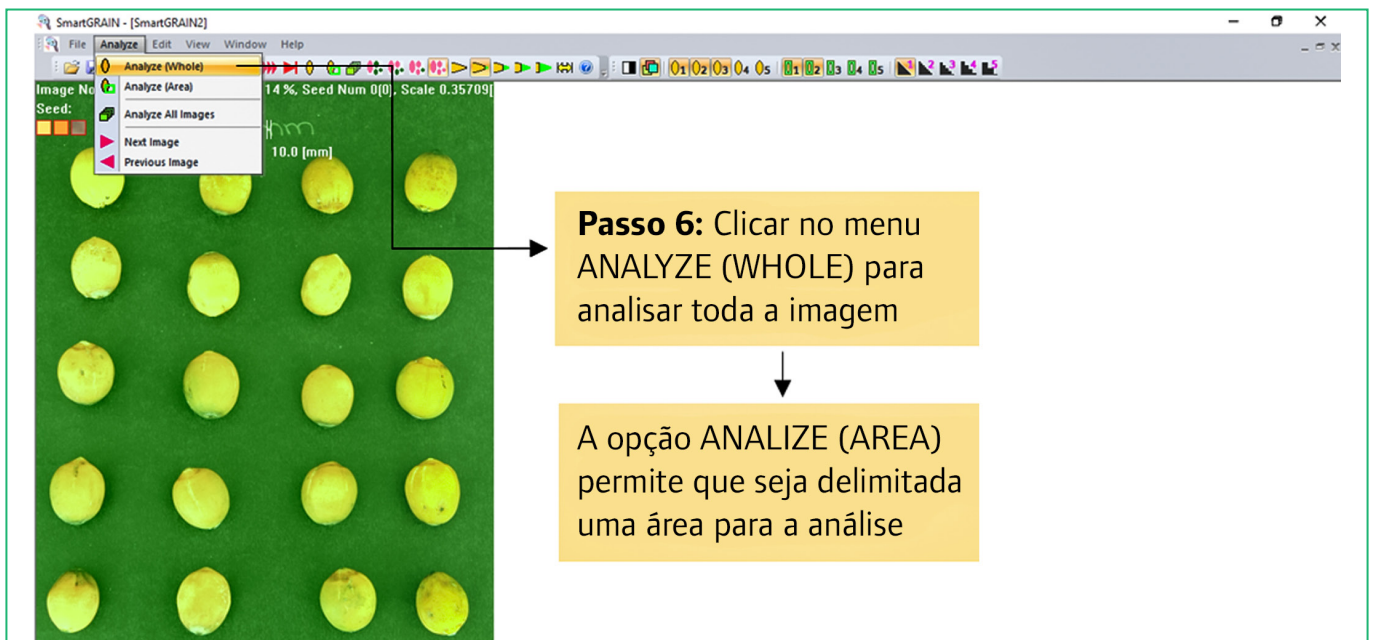 SmartGRAIN - [SmartGRAIN2]
File Analyze Edit View Window Help
Analyze (Whole)
Analyze (Area)
Analyze All Images
Next Image
Previous Image
Image No
14 %, Seed Num 0(0), Scale 0.35709[
Seed:
10.0 [mm]
Passo 6: Clicar no menu
ANALYZE (WHOLE) para
analisar toda a imagem
A opção ANALIZE (AREA)
permite que seja delimitada
uma área para a análise